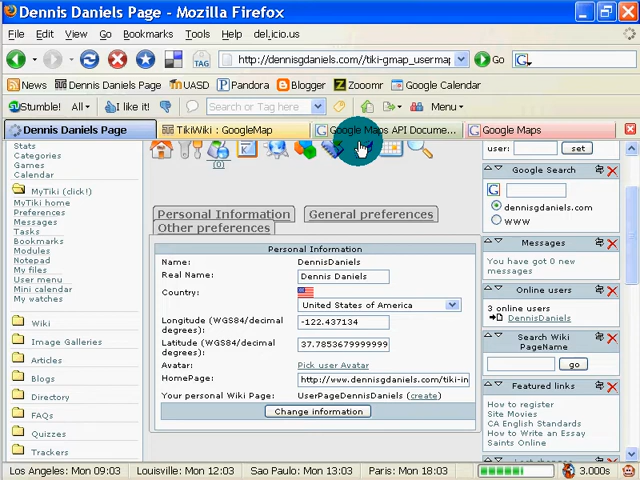 Dennis Daniels Page - Mozilla Firefox
File Edit View Go Bookmarks Tools Help del.icio.us
TAG http://dennisgdaniels.com//tiki-gmap_usermap Go G
News Dennis Daniels Page UASD Pandora Blogger Zooomr Google Calendar
Stumble! All I like it! Search or Tag here Menu
Dennis Daniels Page TikiWiki : GoogleMap Google Maps API Docume... Google Maps
Stats
Categories
Games
Calendar
MyTiki (click!)
MyTiki home
Preferences
Messages
Tasks
Bookmarks
Modules
Notepad
My files
User menu
Mini calendar
My watches
Wiki
Image Galleries
Articles
Blogs
Directory
FAQs
Quizzes
Trackers
[0]
Personal Information General preferences
Other preferences
Personal Information
Name: DennisDaniels
Real Name: Dennis Daniels
Country:
United States of America
Longitude (WGS84/decimal degrees): -122.437134
Latitude (WGS84/decimal degrees): 37.7853679999999
Avatar: Pick user Avatar
HomePage: http://www.dennisgdaniels.com/tiki-in
Your personal Wiki Page: UserPageDennisDaniels (create)
Change information
user: set
Google Search
G
dennisgdaniels.com
www
Messages
You have got 0 new
messages
Online users
3 online users
DennisDaniels
Search Wiki
PageName
go
Featured links
How to register
Site Movies
CA English Standards
How to Write an Essay
Saints Online
Los Angeles: Mon 09:03 Louisville: Mon 12:03 Sao Paulo: Mon 13:03 Paris: Mon 18:03 3.000s